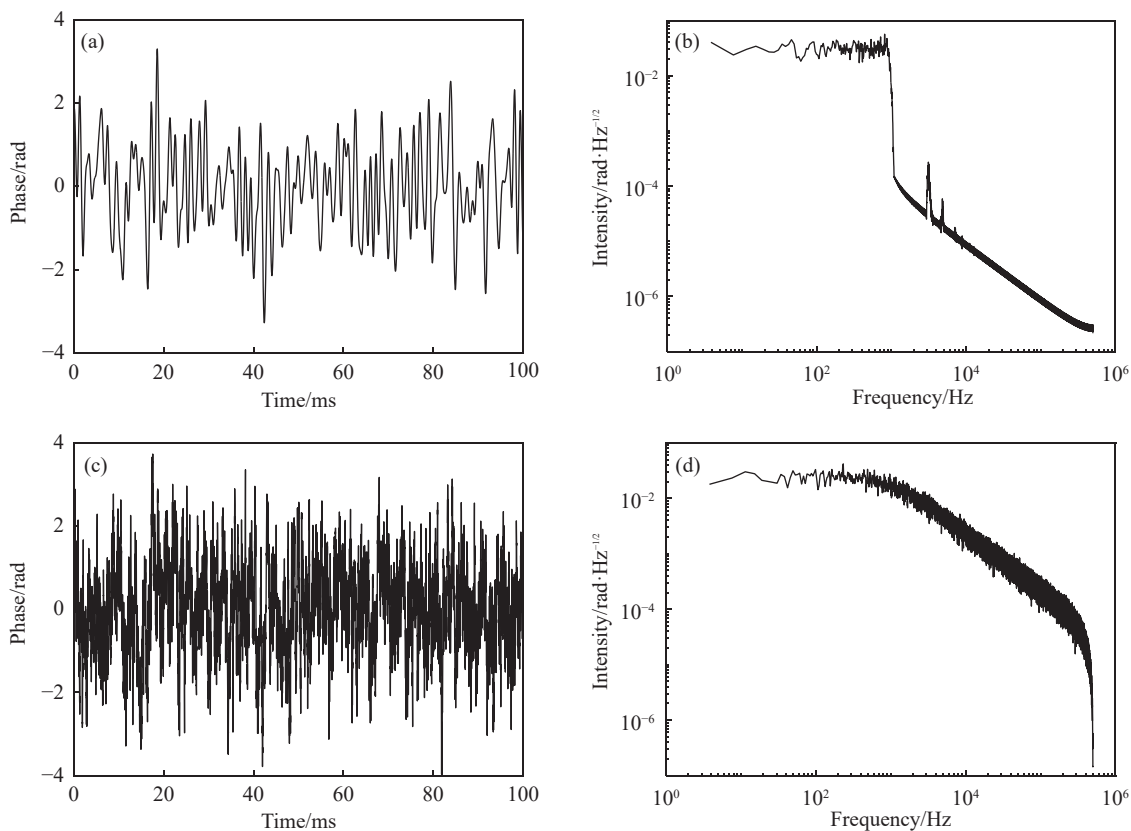 (a)
4
2
0
−2
−4
Phase/rad
0 20 40 60 80 100
Time/ms
(b)
10⁻²
10⁻⁴
10⁻⁶
Intensity/rad·Hz⁻¹ᐟ²
10⁰ 10² 10⁴ 10⁶
Frequency/Hz
(c)
4
2
0
−2
−4
Phase/rad
0 20 40 60 80 100
Time/ms
(d)
10⁻²
10⁻⁴
10⁻⁶
Intensity/rad·Hz⁻¹ᐟ²
10⁰ 10² 10⁴ 10⁶
Frequency/Hz